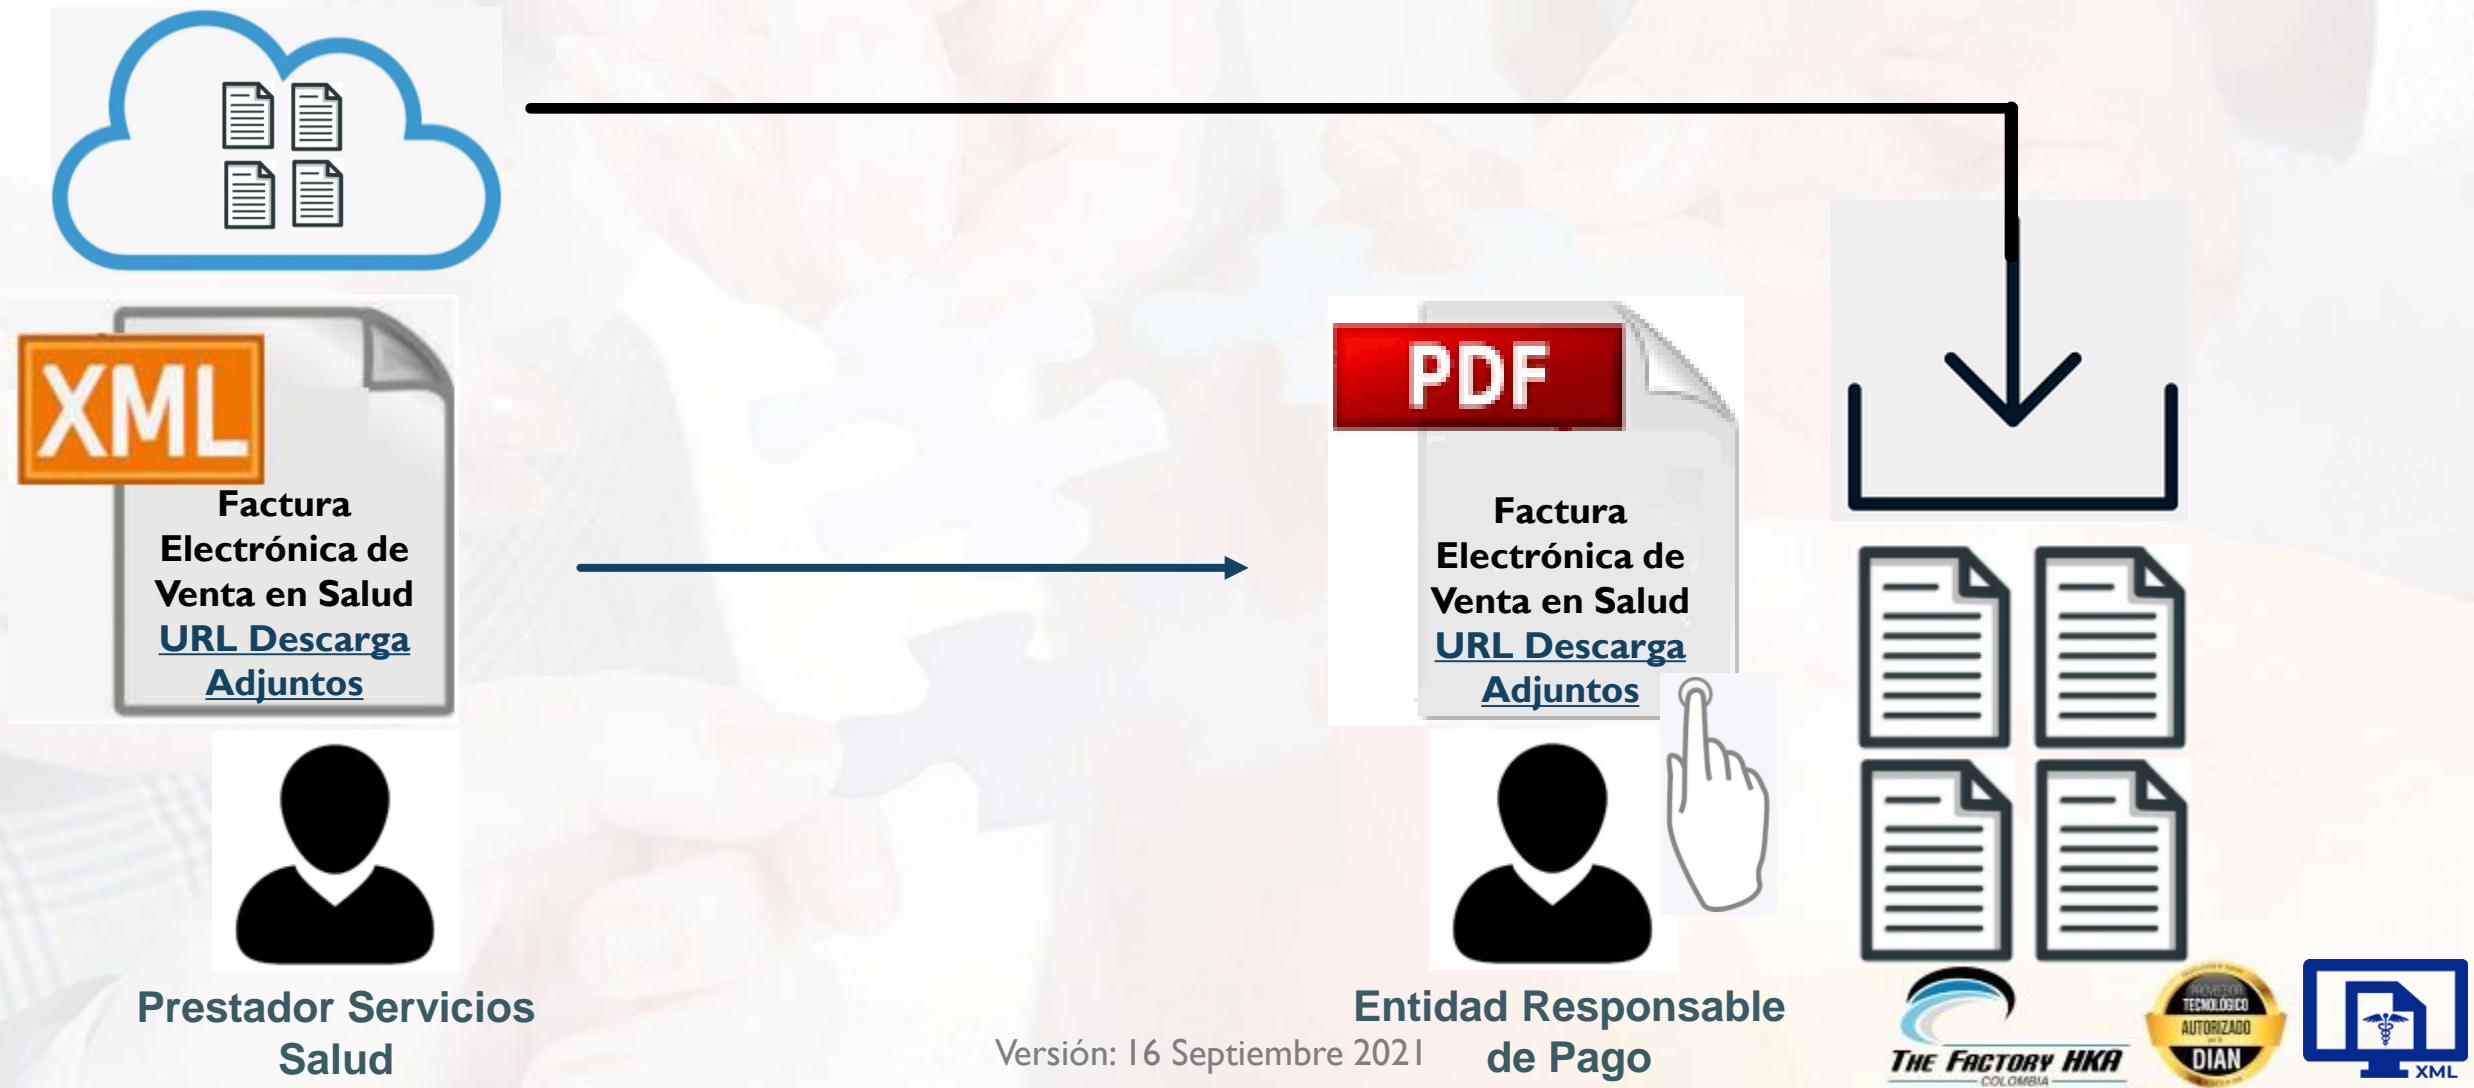 XML
Factura
Electrónica de
Venta en Salud
URL Descarga
Adjuntos
Prestador Servicios
Salud
PDF
Factura
Electrónica de
Venta en Salud
URL Descarga
Adjuntos
Entidad Responsable
de Pago
Versión: 16 Septiembre 2021
THE FACTORY HKA
COLOMBIA
PROVEEDOR
TECNOLÓGICO
AUTORIZADO
DIAN
XML